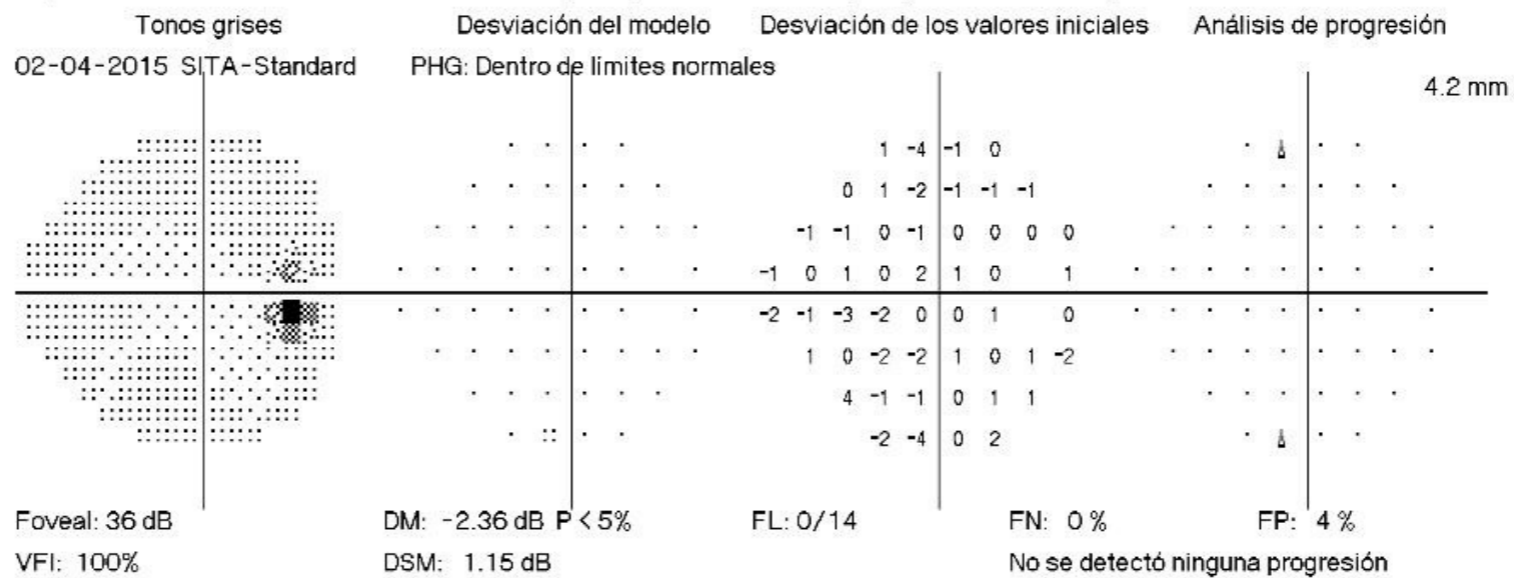 Tonos grises Desviación del modelo Desviación de los valores iniciales Análisis de progresión
02-04-2015 SITA-Standard PHG: Dentro de límites normales
4.2 mm
1 -4 -1 0
0 1 -2 -1 -1 -1
-1 -1 0 -1 0 0 0 0
-1 0 1 0 2 1 0 1
-2 -1 -3 -2 0 0 1 0
1 0 -2 -2 1 0 1 -2
4 -1 -1 0 1 1
-2 -4 0 2
Foveal: 36 dB DM: -2.36 dB P < 5% FL: 0/14 FN: 0 % FP: 4 %
VFI: 100% DSM: 1.15 dB No se detectó ninguna progresión